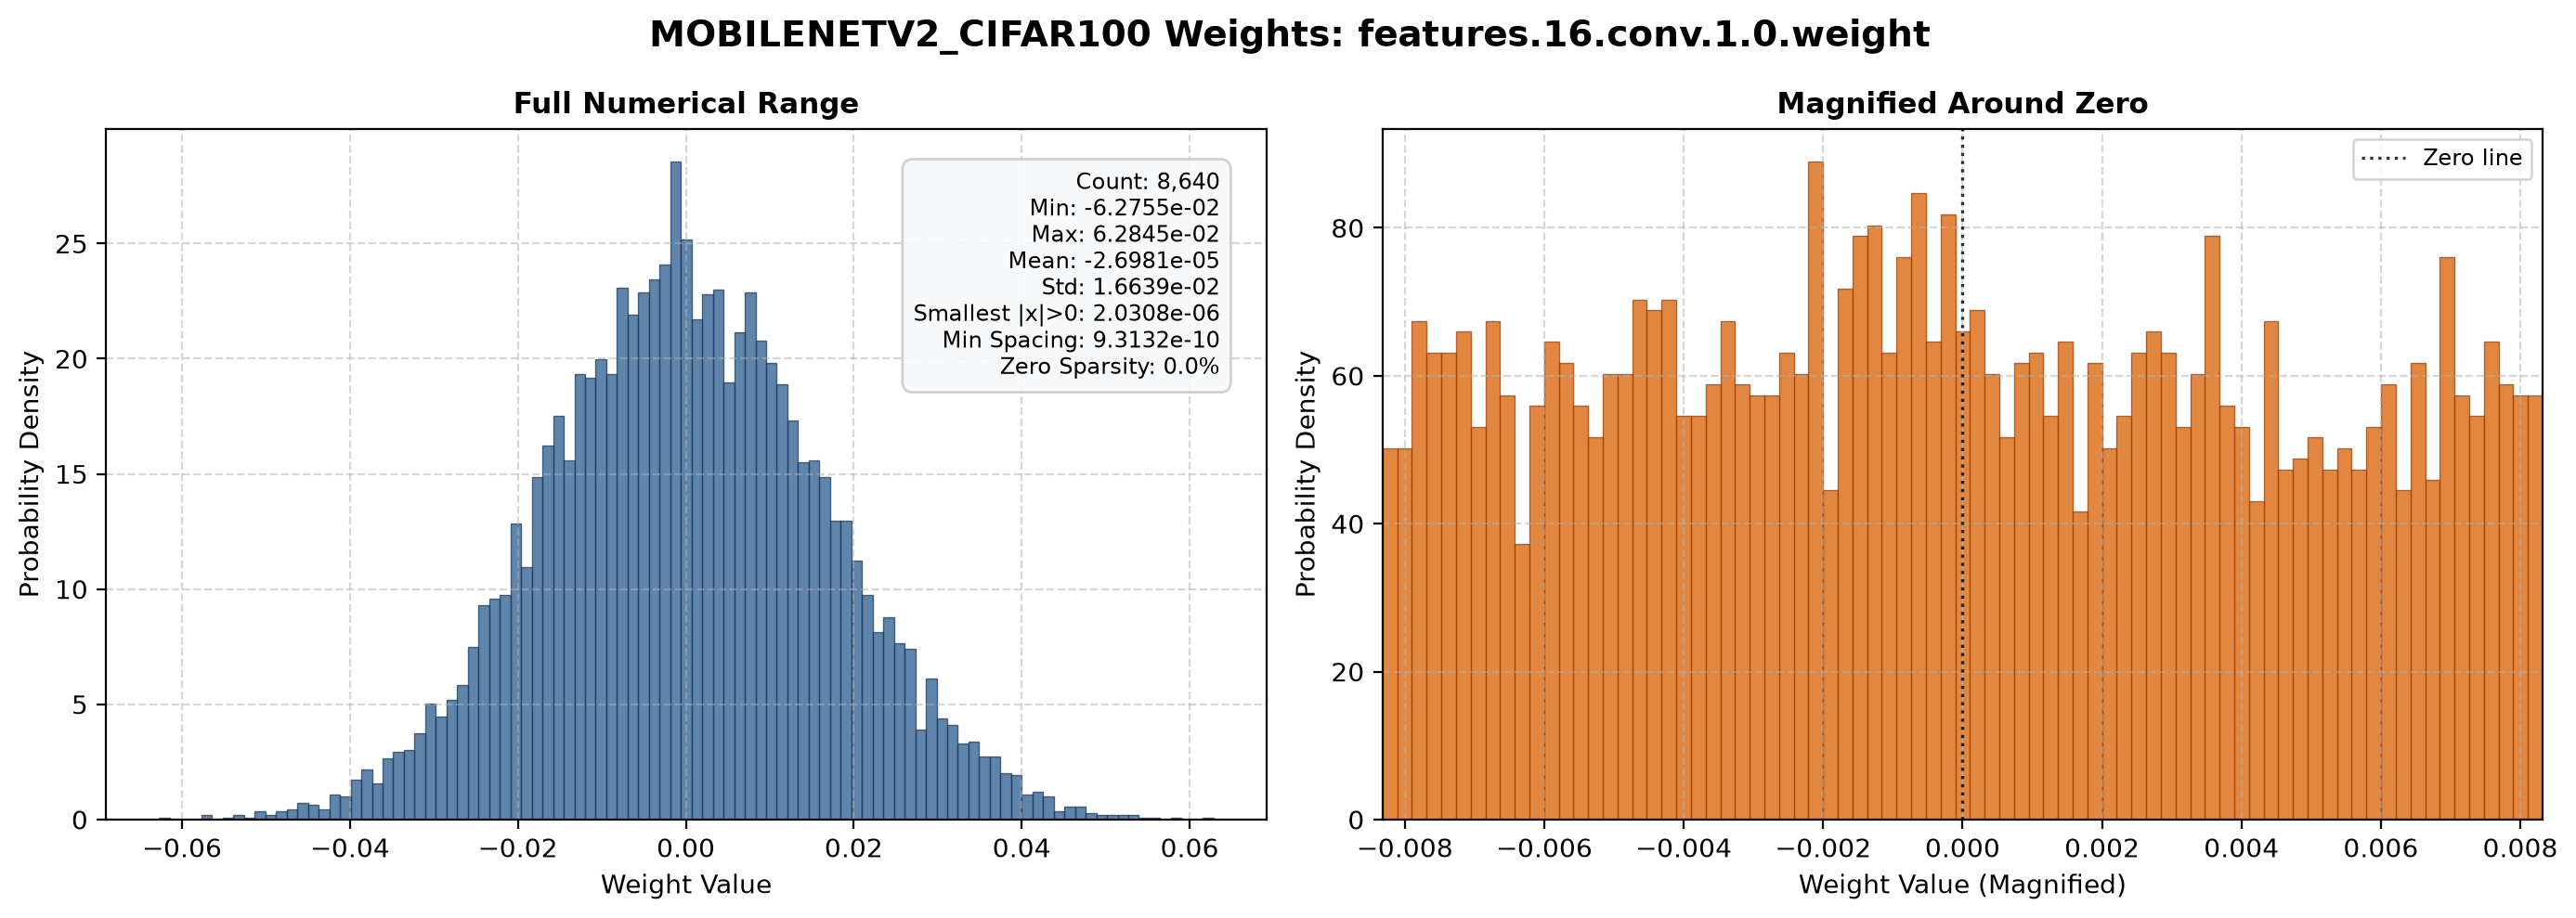 MOBILENETV2_CIFAR100 Weights: features.16.conv.1.0.weight
Full Numerical Range
Probability Density
25
20
15
10
5
0
Count: 8,640
Min: -6.2755e-02
Max: 6.2845e-02
Mean: -2.6981e-05
Std: 1.6639e-02
Smallest |x|>0: 2.0308e-06
Min Spacing: 9.3132e-10
Zero Sparsity: 0.0%
−0.06 −0.04 −0.02 0.00 0.02 0.04 0.06
Weight Value
Magnified Around Zero
Probability Density
80
60
40
20
0
Zero line
−0.008 −0.006 −0.004 −0.002 0.000 0.002 0.004 0.006 0.008
Weight Value (Magnified)